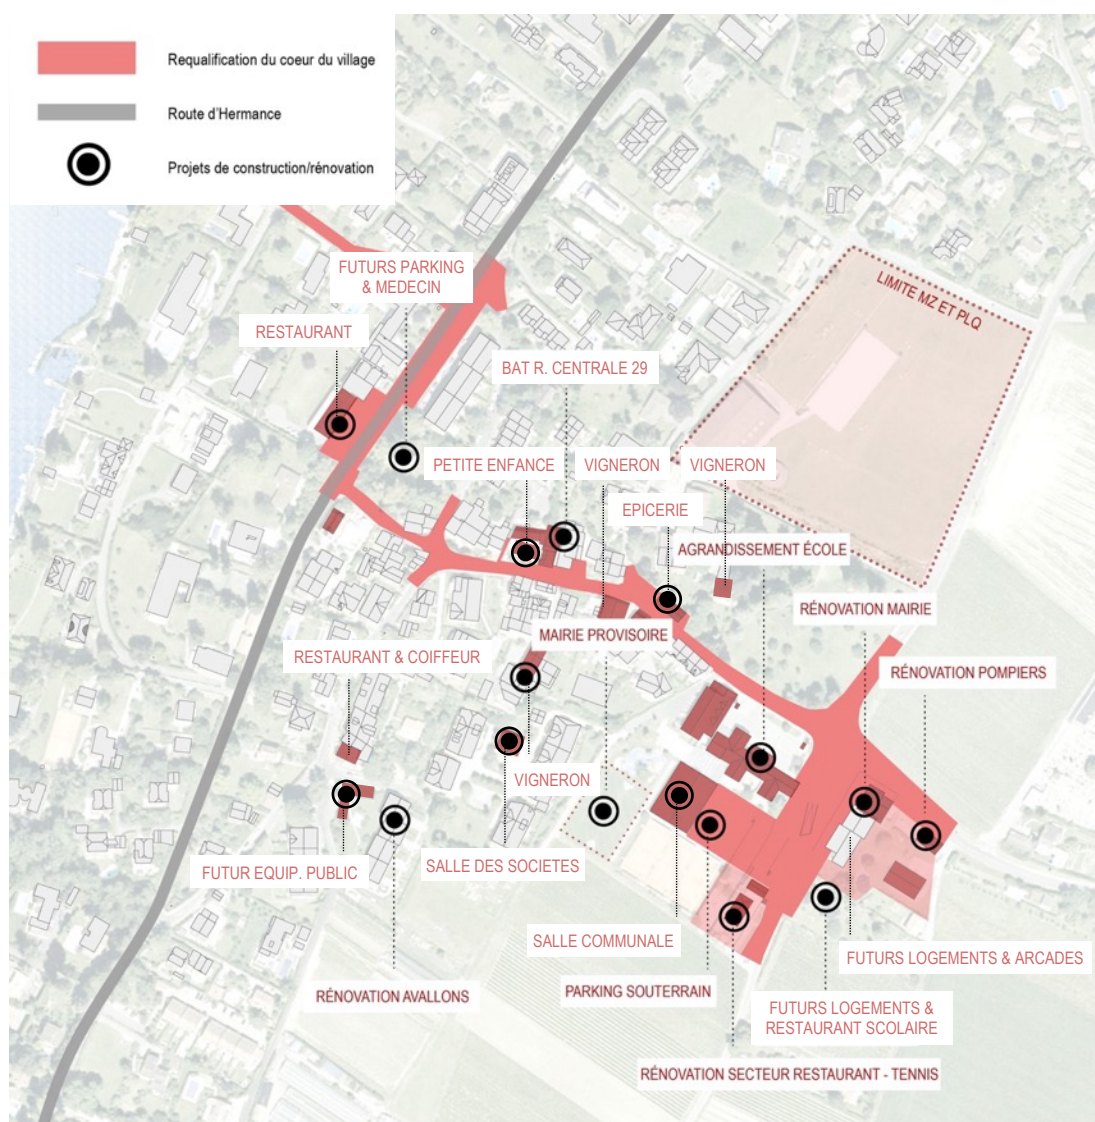 Requalification du coeur du village
Route d'Hermance
Projets de construction/rénovation
FUTURS PARKING
& MEDECIN
LIMITE MZ ET PLQ
RESTAURANT
BAT R. CENTRALE 29
PETITE ENFANCE
VIGNERON
VIGNERON
EPICERIE
AGRANDISSEMENT ÉCOLE
RÉNOVATION MAIRIE
MAIRIE PROVISOIRE
RESTAURANT & COIFFEUR
RÉNOVATION POMPIERS
VIGNERON
SALLE DES SOCIETES
FUTUR EQUIP. PUBLIC
SALLE COMMUNALE
FUTURS LOGEMENTS & ARCADES
PARKING SOUTERRAIN
RÉNOVATION AVALLONS
FUTURS LOGEMENTS &
RESTAURANT SCOLAIRE
RÉNOVATION SECTEUR RESTAURANT - TENNIS